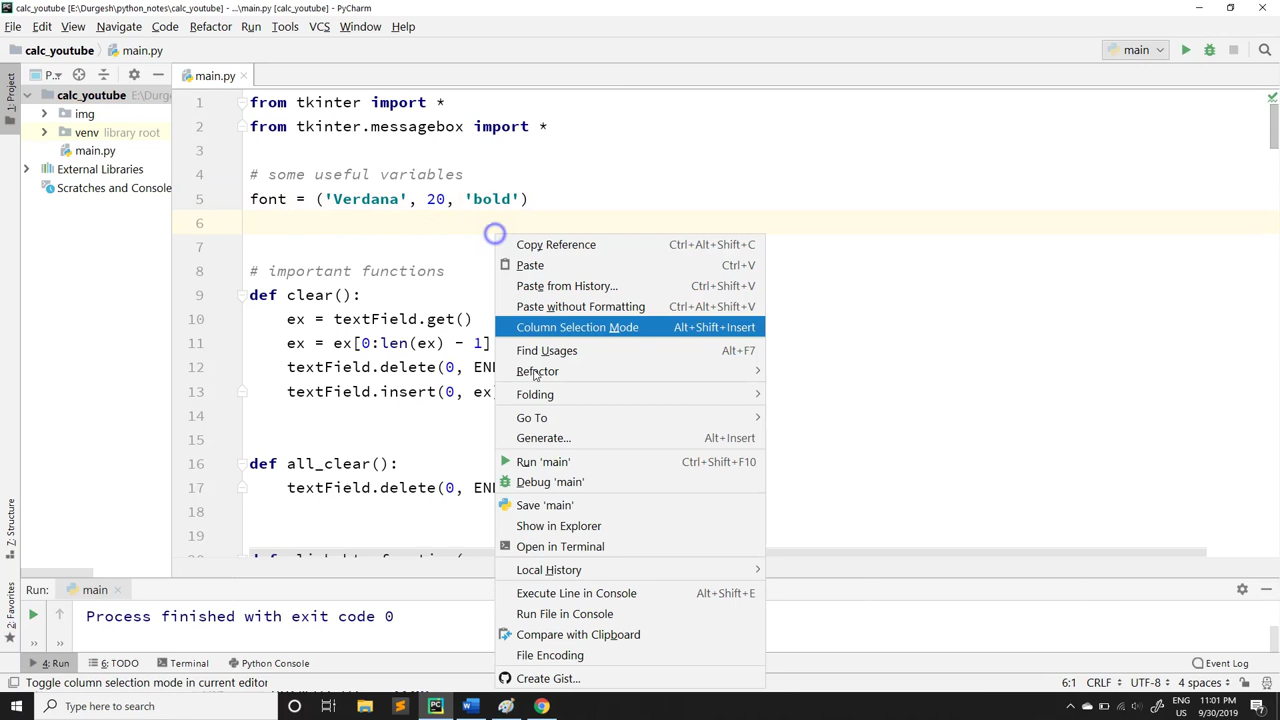 calc_youtube [E:\Durgesh\python_notes\calc_youtube] - ...\main.py [calc_youtube] - PyCharm
File Edit View Navigate Code Refactor Run Tools VCS Window Help
calc_youtube main.py main
1: Project
P... main.py
calc_youtube E:\Durge
img
venv library root
main.py
External Libraries
Scratches and Console
1 from tkinter import *
2 from tkinter.messagebox import *
3
4 # some useful variables
5 font = ('Verdana', 20, 'bold')
6
7
8 # important functions
9 def clear():
10 ex = textField.get()
11 ex = ex[0:len(ex) - 1]
12 textField.delete(0, EN
13 textField.insert(0, ex
14
15
16 def all_clear():
17 textField.delete(0, EN
18
19
Copy Reference Ctrl+Alt+Shift+C
Paste Ctrl+V
Paste from History... Ctrl+Shift+V
Paste without Formatting Ctrl+Alt+Shift+V
Column Selection Mode Alt+Shift+Insert
Find Usages Alt+F7
Refactor
Folding
Go To
Generate... Alt+Insert
Run 'main' Ctrl+Shift+F10
Debug 'main'
Save 'main'
Show in Explorer
Open in Terminal
Local History
Execute Line in Console Alt+Shift+E
Run File in Console
Compare with Clipboard
File Encoding
Create Gist...
Z: Structure
2: Favorites
Run: main
Process finished with exit code 0
4: Run 6: TODO Terminal Python Console Event Log
Toggle column selection mode in current editor 6:1 CRLF UTF-8 4 spaces
Type here to search
ENG 11:01 PM
US 9/30/2019
7